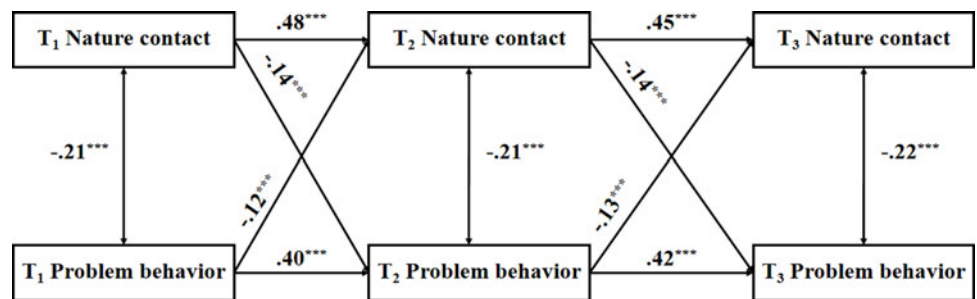 .48***
.45***
T₁ Nature contact
T₂ Nature contact
T₃ Nature contact
-.14***
-.14***
-.21***
-.21***
-.22***
-.12***
-.13***
.40***
.42***
T₁ Problem behavior
T₂ Problem behavior
T₃ Problem behavior